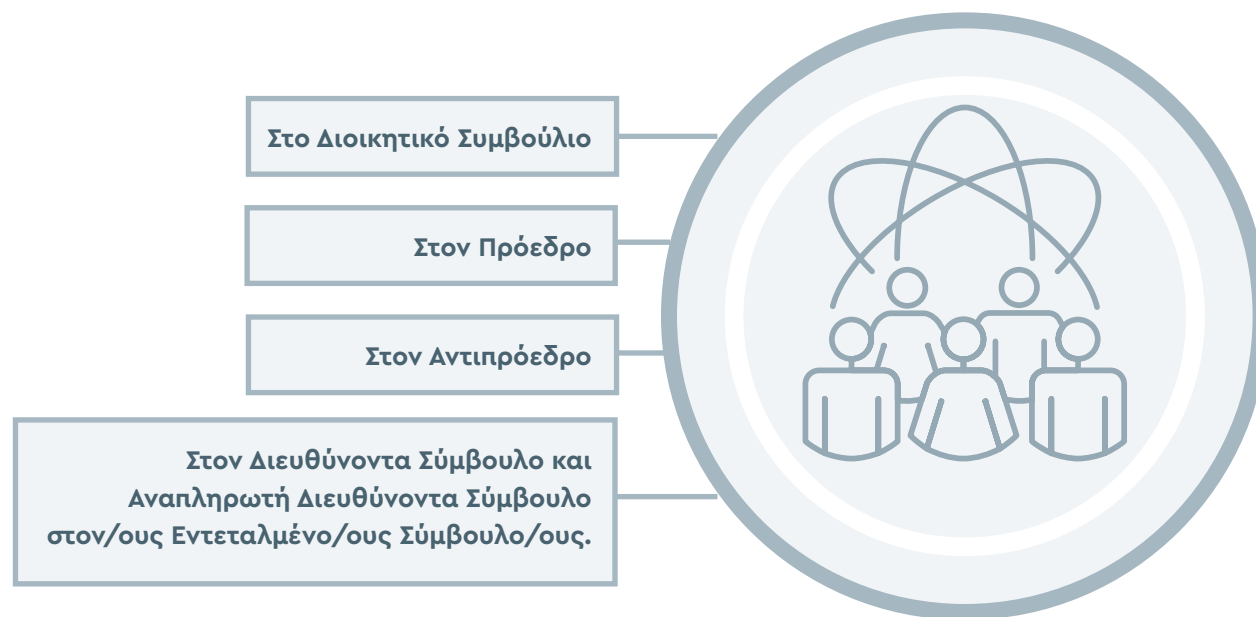 Στο Διοικητικό Συμβούλιο
Στον Πρόεδρο
Στον Αντιπρόεδρο
Στον Διευθύνοντα Σύμβουλο και
Αναπληρωτή Διευθύνοντα Σύμβουλο
στον/ους Εντεταλμένο/ους Σύμβουλο/ους.